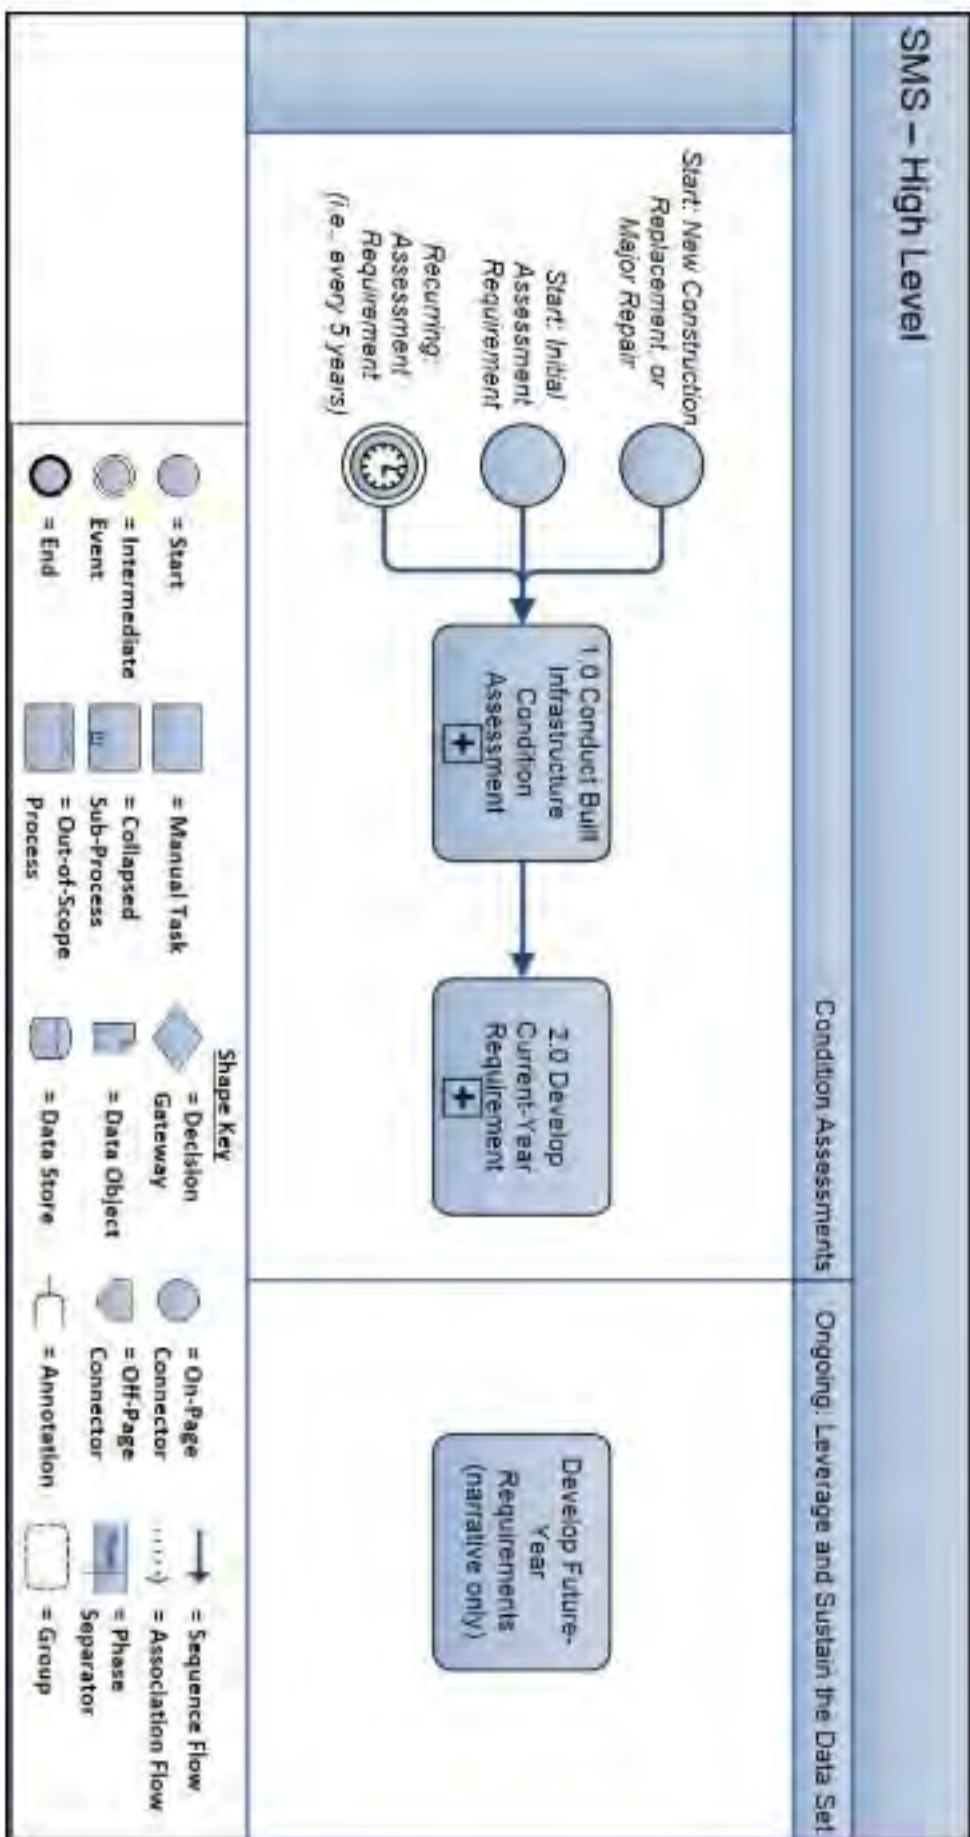 SMS – High Level
Condition Assessments
Ongoing: Leverage and Sustain the Data Set
Start: New Construction,
Replacement, or
Major Repair
Start: Initial
Assessment
Requirement
Recurring:
Assessment
Requirement
(i.e., every 5 years)
1.0 Conduct Built
Infrastructure
Condition
Assessment
2.0 Develop
Current-Year
Requirement
Develop Future-
Year
Requirements
(narrative only)
Shape Key
= Start
= Intermediate
Event
= End
= Manual Task
= Collapsed
Sub-Process
= Out-of-Scope
Process
= Decision
Gateway
= Data Object
= Data Store
= On-Page
Connector
= Off-Page
Connector
= Annotation
= Sequence Flow
= Association Flow
= Phase
Separator
= Group